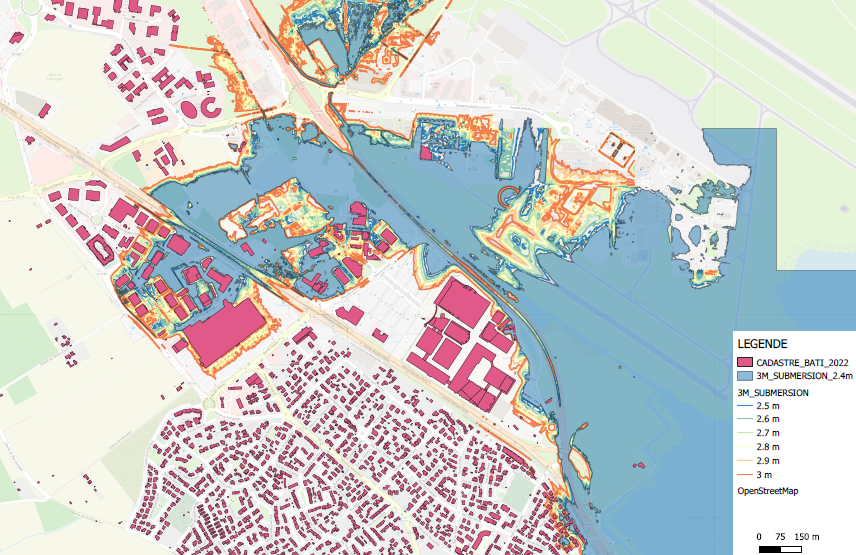 LEGENDE
CADASTRE_BATI_2022
3M_SUBMERSION_2.4m
3M_SUBMERSION
2.5 m
2.6 m
2.7 m
2.8 m
2.9 m
3 m
OpenStreetMap
0 75 150 m